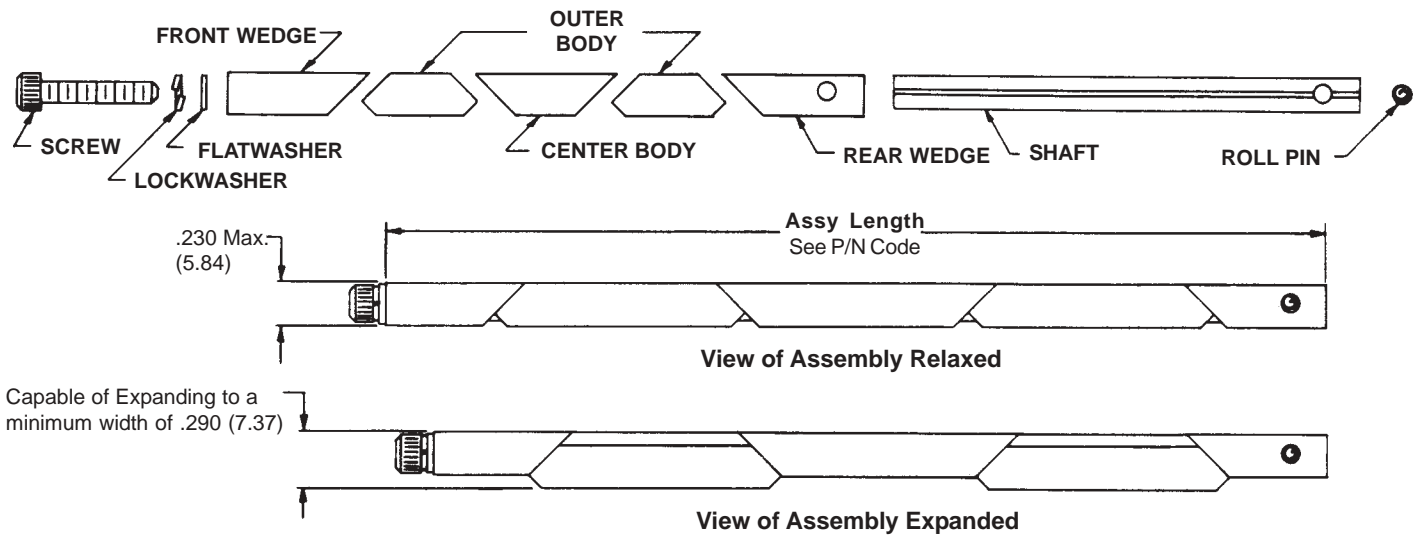 OUTER
BODY
FRONT WEDGE
SCREW
FLATWASHER
LOCKWASHER
CENTER BODY
REAR WEDGE
SHAFT
ROLL PIN
Assy Length
See P/N Code
.230 Max.
(5.84)
View of Assembly Relaxed
Capable of Expanding to a
minimum width of .290 (7.37)
View of Assembly Expanded